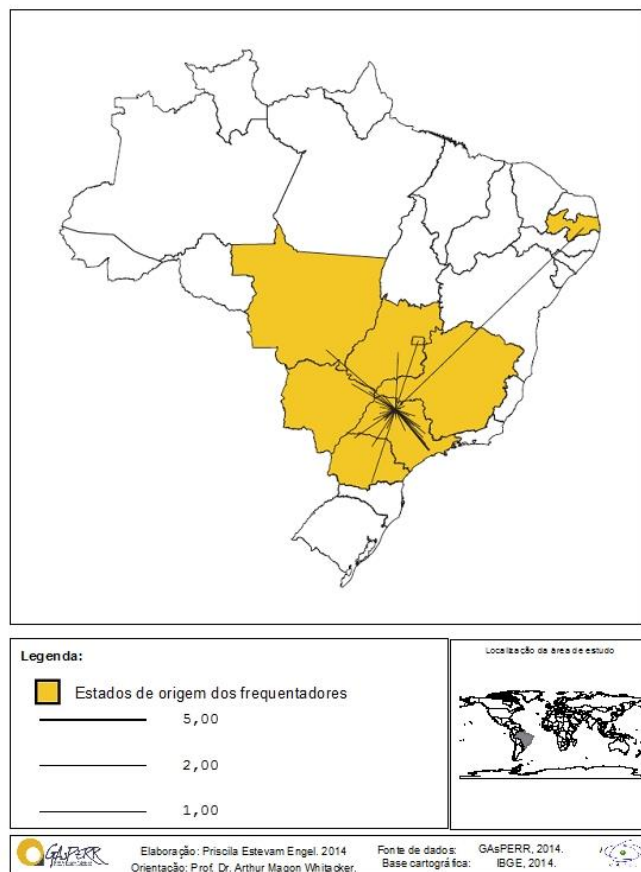 Legenda:
Estados de origem dos frequentadores
5,00
2,00
1,00
Localização da área de estudo
GAsPERR
Elaboração: Priscila Estevam Engel. 2014
Orientação: Prof. Dr. Arthur Magon Whitacker.
Fonte de dados: GAsPERR, 2014.
Base cartográfica: IBGE, 2014.